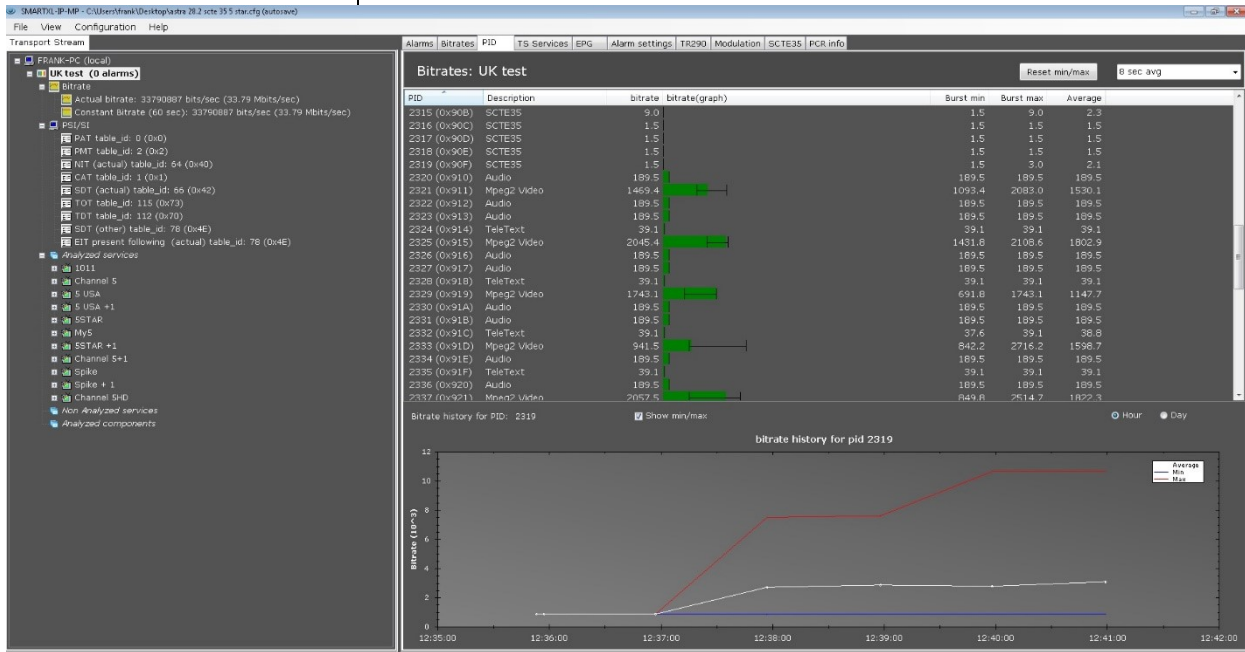 SMARTXL-IP-MP - C:\Users\frank\Desktop\astra 28.2 scte 35 5 star.cfg (autosave)
File View Configuration Help
Transport Stream
FRANK-PC (local)
UK test (0 alarms)
Bitrate
Actual bitrate: 33790887 bits/sec (33.79 Mbits/sec)
Constant Bitrate (60 sec): 33790887 bits/sec (33.79 Mbits/sec)
PSI/SI
PAT table_id: 0 (0x0)
PMT table_id: 2 (0x2)
NIT (actual) table_id: 64 (0x40)
CAT table_id: 1 (0x1)
SDT (actual) table_id: 66 (0x42)
TOT table_id: 115 (0x73)
TDT table_id: 112 (0x70)
SDT (other) table_id: 78 (0x4E)
EIT present following (actual) table_id: 78 (0x4E)
Analyzed services
1011
Channel 5
5 USA
5 USA +1
5STAR
My5
5STAR +1
Channel 5+1
Spike
Spike + 1
Channel 5HD
Non Analyzed services
Analyzed components
Alarms Bitrates PID TS Services EPG Alarm settings TR290 Modulation SCTE35 PCR info
Bitrates: UK test Reset min/max 8 sec avg
PID Description bitrate bitrate(graph) Burst min Burst max Average
2315 (0x90B) SCTE35 9.0 1.5 9.0 2.3
2316 (0x90C) SCTE35 1.5 1.5 1.5 1.5
2317 (0x90D) SCTE35 1.5 1.5 1.5 1.5
2318 (0x90E) SCTE35 1.5 1.5 1.5 1.5
2319 (0x90F) SCTE35 1.5 1.5 3.0 2.1
2320 (0x910) Audio 189.5 189.5 189.5 189.5
2321 (0x911) Mpeg2 Video 1469.4 1093.4 2083.0 1530.1
2322 (0x912) Audio 189.5 189.5 189.5 189.5
2323 (0x913) Audio 189.5 189.5 189.5 189.5
2324 (0x914) TeleText 39.1 39.1 39.1 39.1
2325 (0x915) Mpeg2 Video 2045.4 1431.8 2108.6 1802.9
2326 (0x916) Audio 189.5 189.5 189.5 189.5
2327 (0x917) Audio 189.5 189.5 189.5 189.5
2328 (0x918) TeleText 39.1 39.1 39.1 39.1
2329 (0x919) Mpeg2 Video 1743.1 691.8 1743.1 1147.7
2330 (0x91A) Audio 189.5 189.5 189.5 189.5
2331 (0x91B) Audio 189.5 189.5 189.5 189.5
2332 (0x91C) TeleText 39.1 37.6 39.1 38.8
2333 (0x91D) Mpeg2 Video 941.5 842.2 2716.2 1598.7
2334 (0x91E) Audio 189.5 189.5 189.5 189.5
2335 (0x91F) TeleText 39.1 39.1 39.1 39.1
2336 (0x920) Audio 189.5 189.5 189.5 189.5
2337 (0x921) Mpeg2 Video 2057.5 849.8 2514.7 1822.3
Bitrate history for PID: 2319 Show min/max Hour Day
bitrate history for pid 2319
Average
Min
Max
Bitrate (10^3)
12
10
8
6
4
2
0
12:35:00 12:36:00 12:37:00 12:38:00 12:39:00 12:40:00 12:41:00 12:42:00